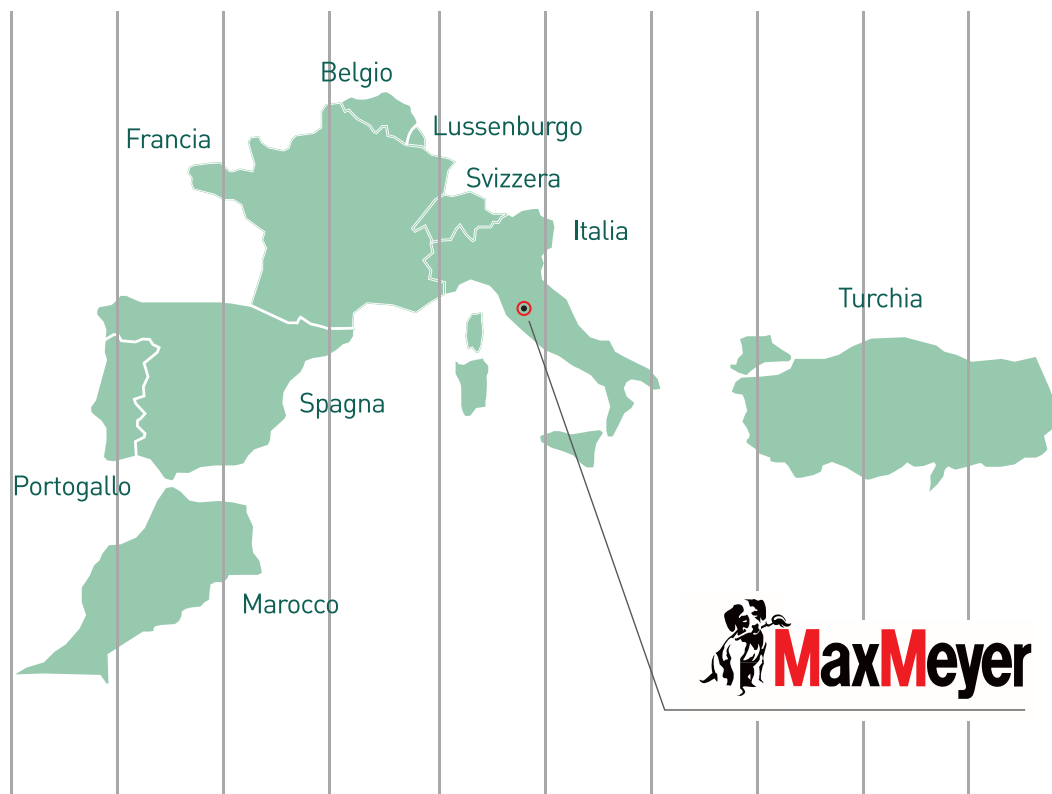 Belgio
Francia
Lussenburgo
Svizzera
Italia
Turchia
Spagna
Portogallo
Marocco
MaxMeyer